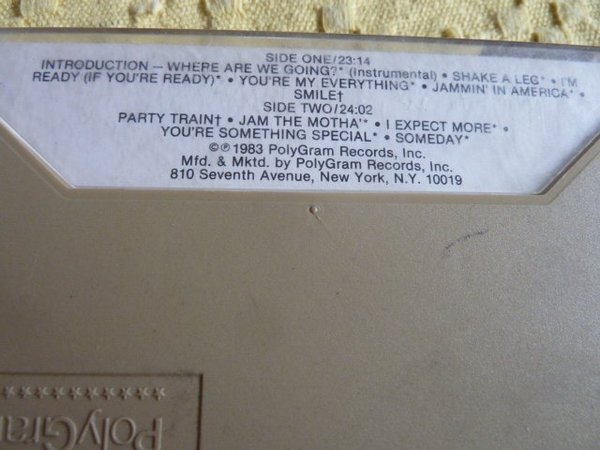 SIDE ONE/23:14
INTRODUCTION – WHERE ARE WE GOING?* (Instrumental) • SHAKE A LEG* • I'M
READY (IF YOU'RE READY)* • YOU'RE MY EVERYTHING* • JAMMIN' IN AMERICA* •
SMILE†
SIDE TWO/24:02
PARTY TRAIN† • JAM THE MOTHA'* • I EXPECT MORE* •
YOU'RE SOMETHING SPECIAL* • SOMEDAY*
©℗1983 PolyGram Records, Inc.
Mfd. & Mktd. by PolyGram Records, Inc.
810 Seventh Avenue, New York, N.Y. 10019
PolyGra